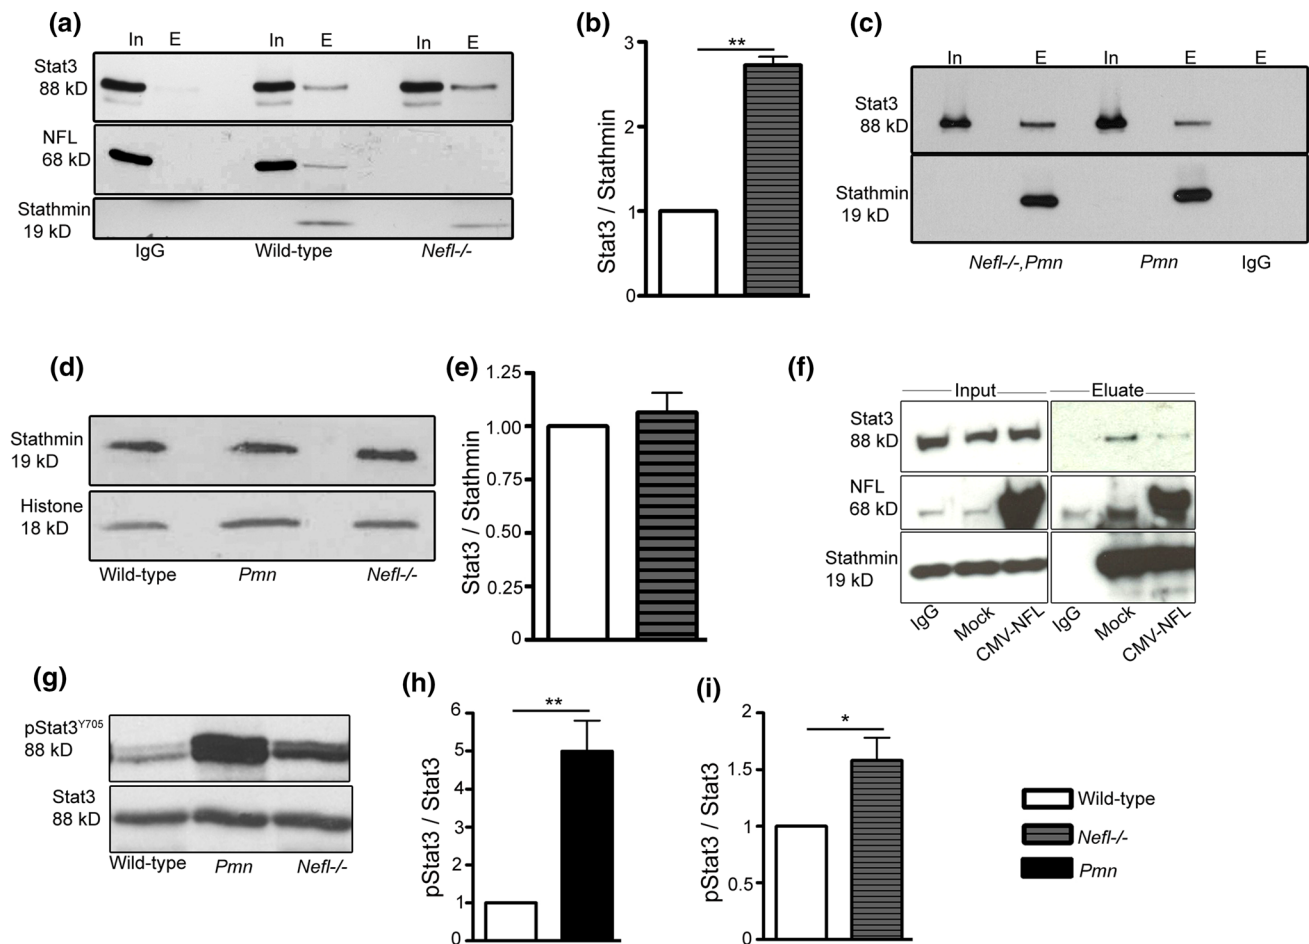 (a)
In E In E In E
Stat3
88 kD
NFL
68 kD
Stathmin
19 kD
IgG Wild-type Nefl-/-
(b)
Stat3 / Stathmin
3
2
1
0
**
(c)
In E In E E
Stat3
88 kD
Stathmin
19 kD
Nefl-/-,Pmn Pmn IgG
(d)
Stathmin
19 kD
Histone
18 kD
Wild-type Pmn Nefl-/-
(e)
Stat3 / Stathmin
1.25
1.00
0.75
0.50
0.25
0
(f)
Input Eluate
Stat3
88 kD
NFL
68 kD
Stathmin
19 kD
IgG Mock CMV-NFL IgG Mock CMV-NFL
(g)
pStat3Y705
88 kD
Stat3
88 kD
Wild-type Pmn Nefl-/-
(h)
pStat3 / Stat3
6
5
4
3
2
1
0
**
(i)
pStat3 / Stat3
2
1.5
1
0.5
0
*
Wild-type
Nefl-/-
Pmn